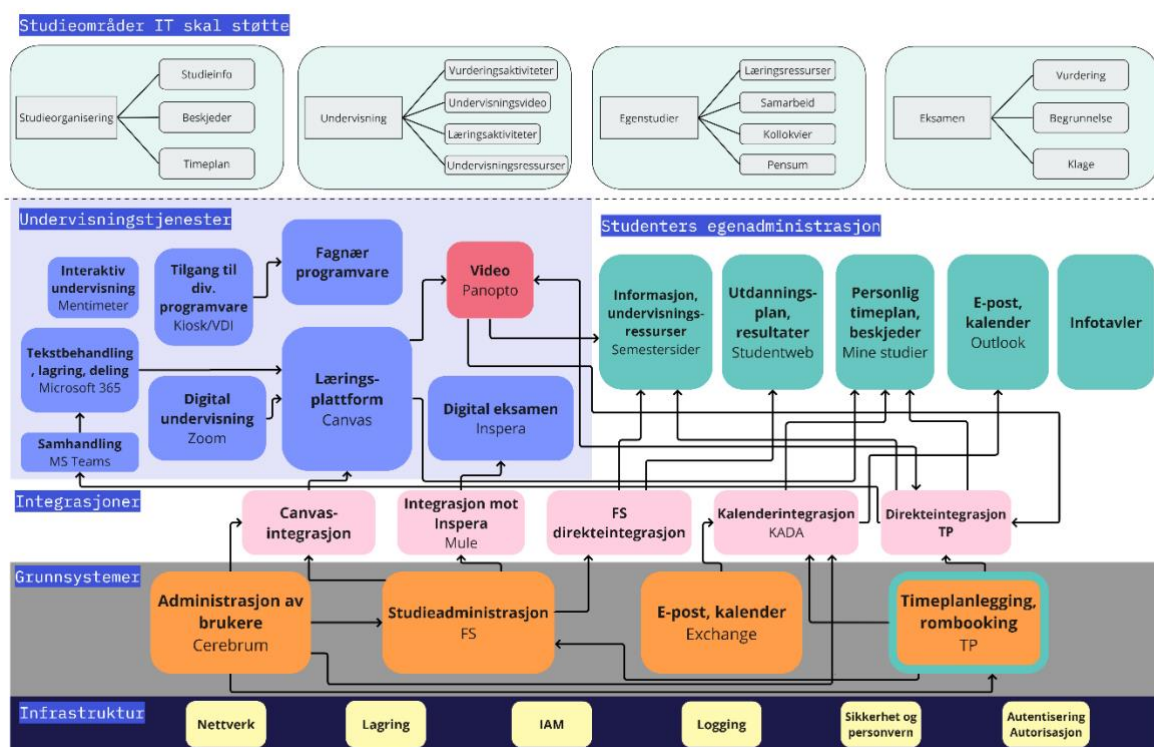 Studieområder IT skal støtte
Studieorganisering
Studieinfo
Beskjeder
Timeplan
Undervisning
Vurderingsaktiviteter
Undervisningsvideo
Læringsaktiviteter
Undervisningsressurser
Egenstudier
Læringsressurser
Samarbeid
Kollokvier
Pensum
Eksamen
Vurdering
Begrunnelse
Klage
Undervisningstjenester
Interaktiv
undervisning
Mentimeter
Tilgang til
div.
programvare
Kiosk/VDI
Fagnær
programvare
Video
Panopto
Tekstbehandling
, lagring, deling
Microsoft 365
Digital
undervisning
Zoom
Lærings-
plattform
Canvas
Digital eksamen
Inspera
Samhandling
MS Teams
Studenters egenadministrasjon
Informasjon,
undervisnings-
ressurser
Semestersider
Utdannings-
plan,
resultater
Studentweb
Personlig
timeplan,
beskjeder
Mine studier
E-post,
kalender
Outlook
Infotavler
Integrasjoner
Canvas-
integrasjon
Integrasjon mot
Inspera
Mule
FS
direkteintegrasjon
Kalenderintegrasjon
KADA
Direkteintegrasjon
TP
Grunnsystemer
Administrasjon av
brukere
Cerebrum
Studieadministrasjon
FS
E-post, kalender
Exchange
Timeplanlegging,
rombooking
TP
Infrastruktur
Nettverk
Lagring
IAM
Logging
Sikkerhet og
personvern
Autentisering
Autorisasjon